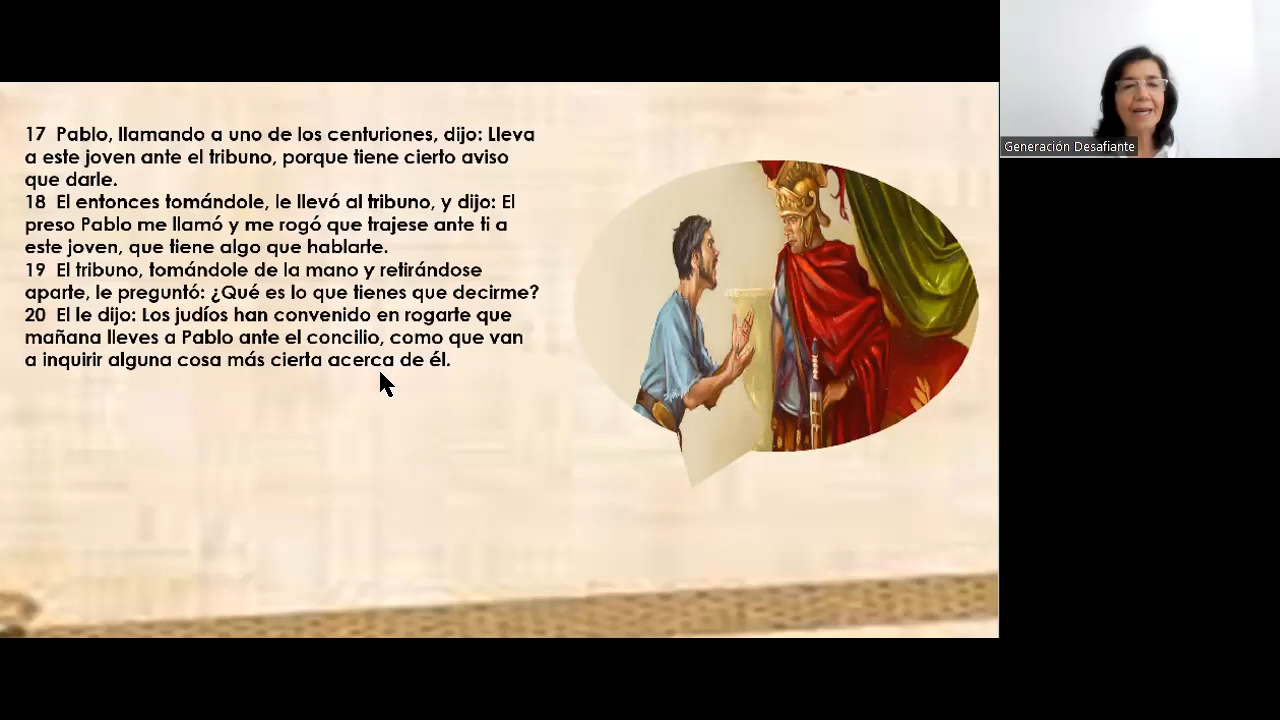 17  Pablo, llamando a uno de los centuriones, dijo: Lleva
a este joven ante el tribuno, porque tiene cierto aviso
que darle.
18  El entonces tomándole, le llevó al tribuno, y dijo: El
preso Pablo me llamó y me rogó que trajese ante ti a
este joven, que tiene algo que hablarte.
19  El tribuno, tomándole de la mano y retirándose
aparte, le preguntó: ¿Qué es lo que tienes que decirme?
20  El le dijo: Los judíos han convenido en rogarte que
mañana lleves a Pablo ante el concilio, como que van
a inquirir alguna cosa más cierta acerca de él.
Generación Desafiante